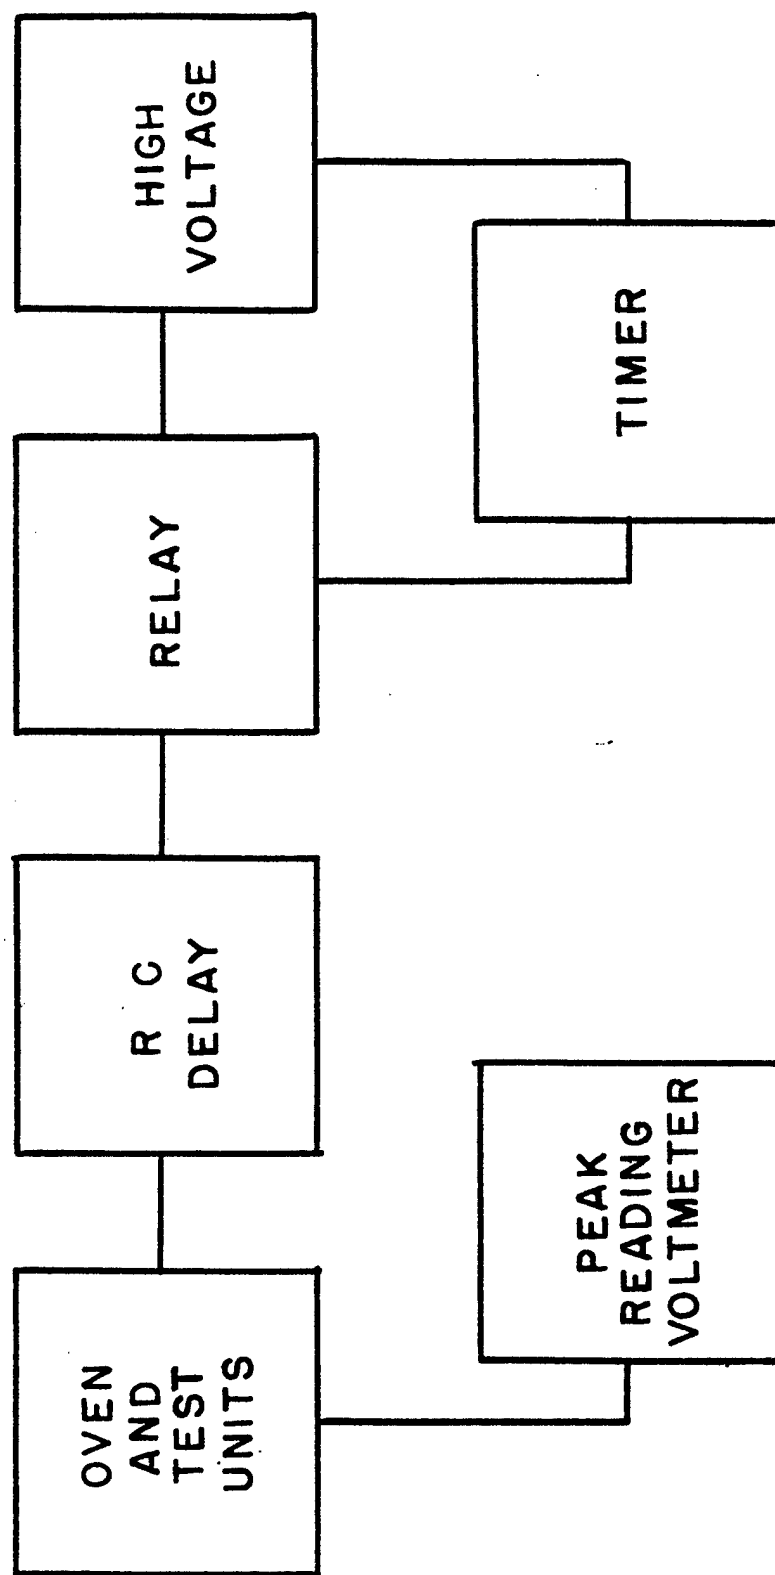 OVEN
AND
TEST
UNITS
R C
DELAY
RELAY
HIGH
VOLTAGE
PEAK
READING
VOLTMETER
TIMER